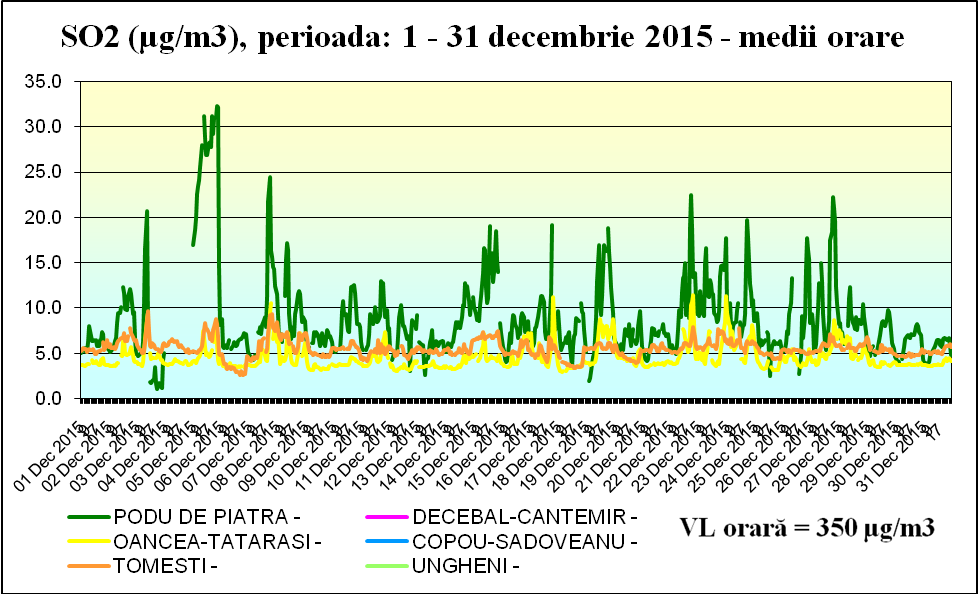 SO2 (µg/m3), perioada: 1 - 31 decembrie 2015 - medii orare
35.0
30.0
25.0
20.0
15.0
10.0
5.0
0.0
01 Dec 2015
02 Dec 2015
03 Dec 2015
04 Dec 2015
05 Dec 2015
06 Dec 2015
07 Dec 2015
08 Dec 2015
09 Dec 2015
10 Dec 2015
11 Dec 2015
12 Dec 2015
13 Dec 2015
14 Dec 2015
15 Dec 2015
16 Dec 2015
17 Dec 2015
18 Dec 2015
19 Dec 2015
20 Dec 2015
21 Dec 2015
22 Dec 2015
23 Dec 2015
24 Dec 2015
25 Dec 2015
26 Dec 2015
27 Dec 2015
28 Dec 2015
29 Dec 2015
30 Dec 2015
31 Dec 2015
17
PODU DE PIATRA -
DECEBAL-CANTEMIR -
OANCEA-TATARASI -
COPOU-SADOVEANU -
TOMESTI -
UNGHENI -
VL orară = 350 µg/m3